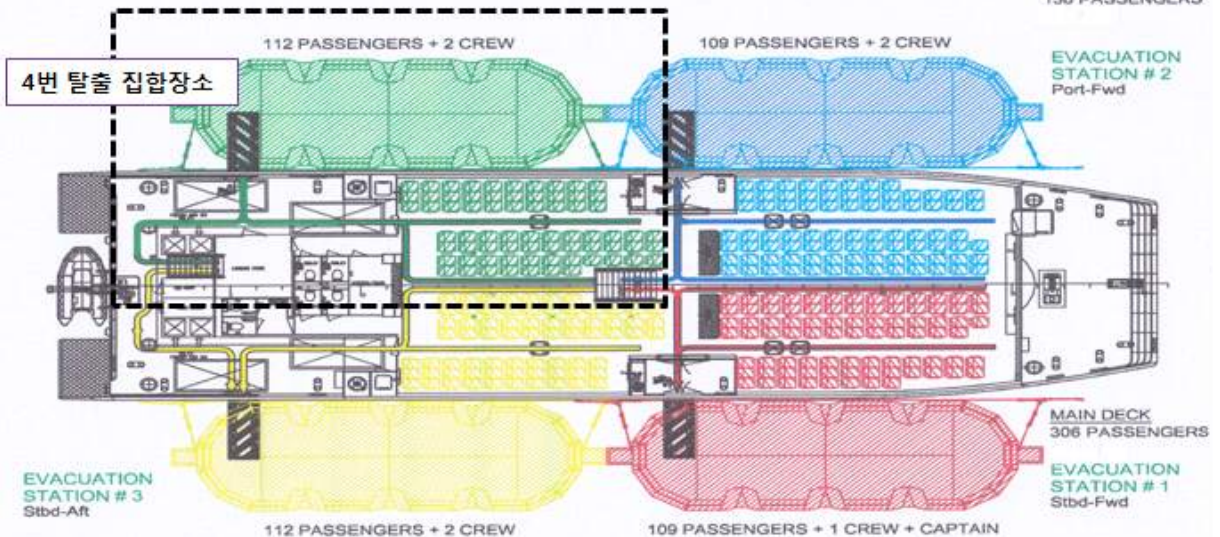 112 PASSENGERS + 2 CREW
109 PASSENGERS + 2 CREW
4번 탈출 집합장소
EVACUATION
STATION # 2
Port-Fwd
MAIN DECK
306 PASSENGERS
EVACUATION
STATION # 3
Stbd-Aft
EVACUATION
STATION # 1
Stbd-Fwd
112 PASSENGERS + 2 CREW
109 PASSENGERS + 1 CREW + CAPTAIN